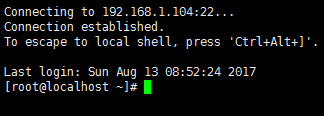 Connecting to 192.168.1.104:22...
Connection established.
To escape to local shell, press 'Ctrl+Alt+]'.
Last login: Sun Aug 13 08:52:24 2017
[root@localhost ~]#